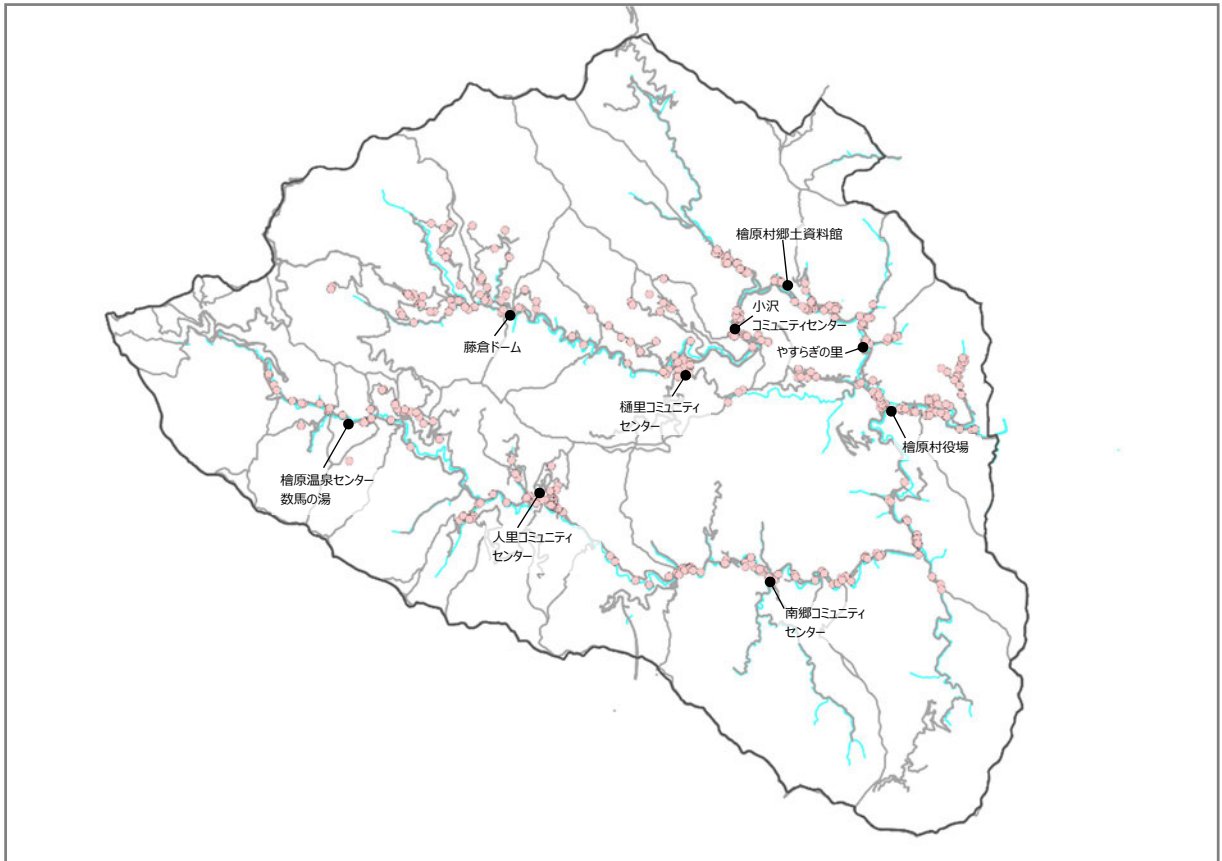 檜原村郷土資料館
小沢
コミュニティセンター
やすらぎの里
藤倉ドーム
樋里コミュニティ
センター
檜原村役場
檜原温泉センター
数馬の湯
人里コミュニティ
センター
南郷コミュニティ
センター